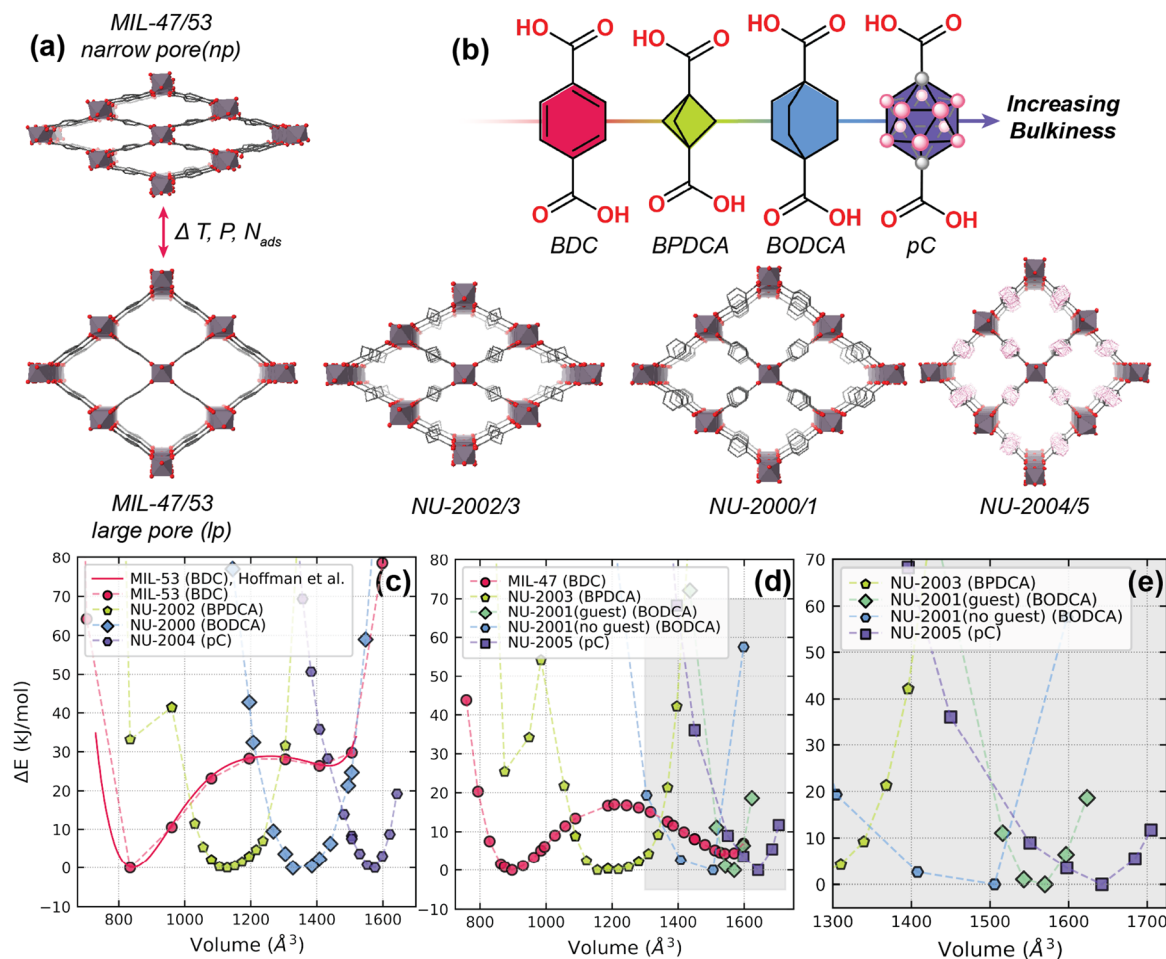 (a)
MIL-47/53
narrow pore(np)
Δ T, P, N_ads
MIL-47/53
large pore (lp)
(b)
HO O
HO O
HO O
HO O
O OH
O OH
O OH
O OH
BDC
BPDCA
BODCA
pC
Increasing
Bulkiness
NU-2002/3
NU-2000/1
NU-2004/5
(c)
MIL-53 (BDC), Hoffman et al.
MIL-53 (BDC)
NU-2002 (BPDCA)
NU-2000 (BODCA)
NU-2004 (pC)
80
70
60
50
40
30
20
10
0
−10
ΔE (kJ/mol)
800 1000 1200 1400 1600
Volume (Å³)
(d)
MIL-47 (BDC)
NU-2003 (BPDCA)
NU-2001(guest) (BODCA)
NU-2001(no guest) (BODCA)
NU-2005 (pC)
80
70
60
50
40
30
20
10
0
−10
800 1000 1200 1400 1600
Volume (Å³)
(e)
NU-2003 (BPDCA)
NU-2001(guest) (BODCA)
NU-2001(no guest) (BODCA)
NU-2005 (pC)
70
60
50
40
30
20
10
0
1300 1400 1500 1600 1700
Volume (Å³)